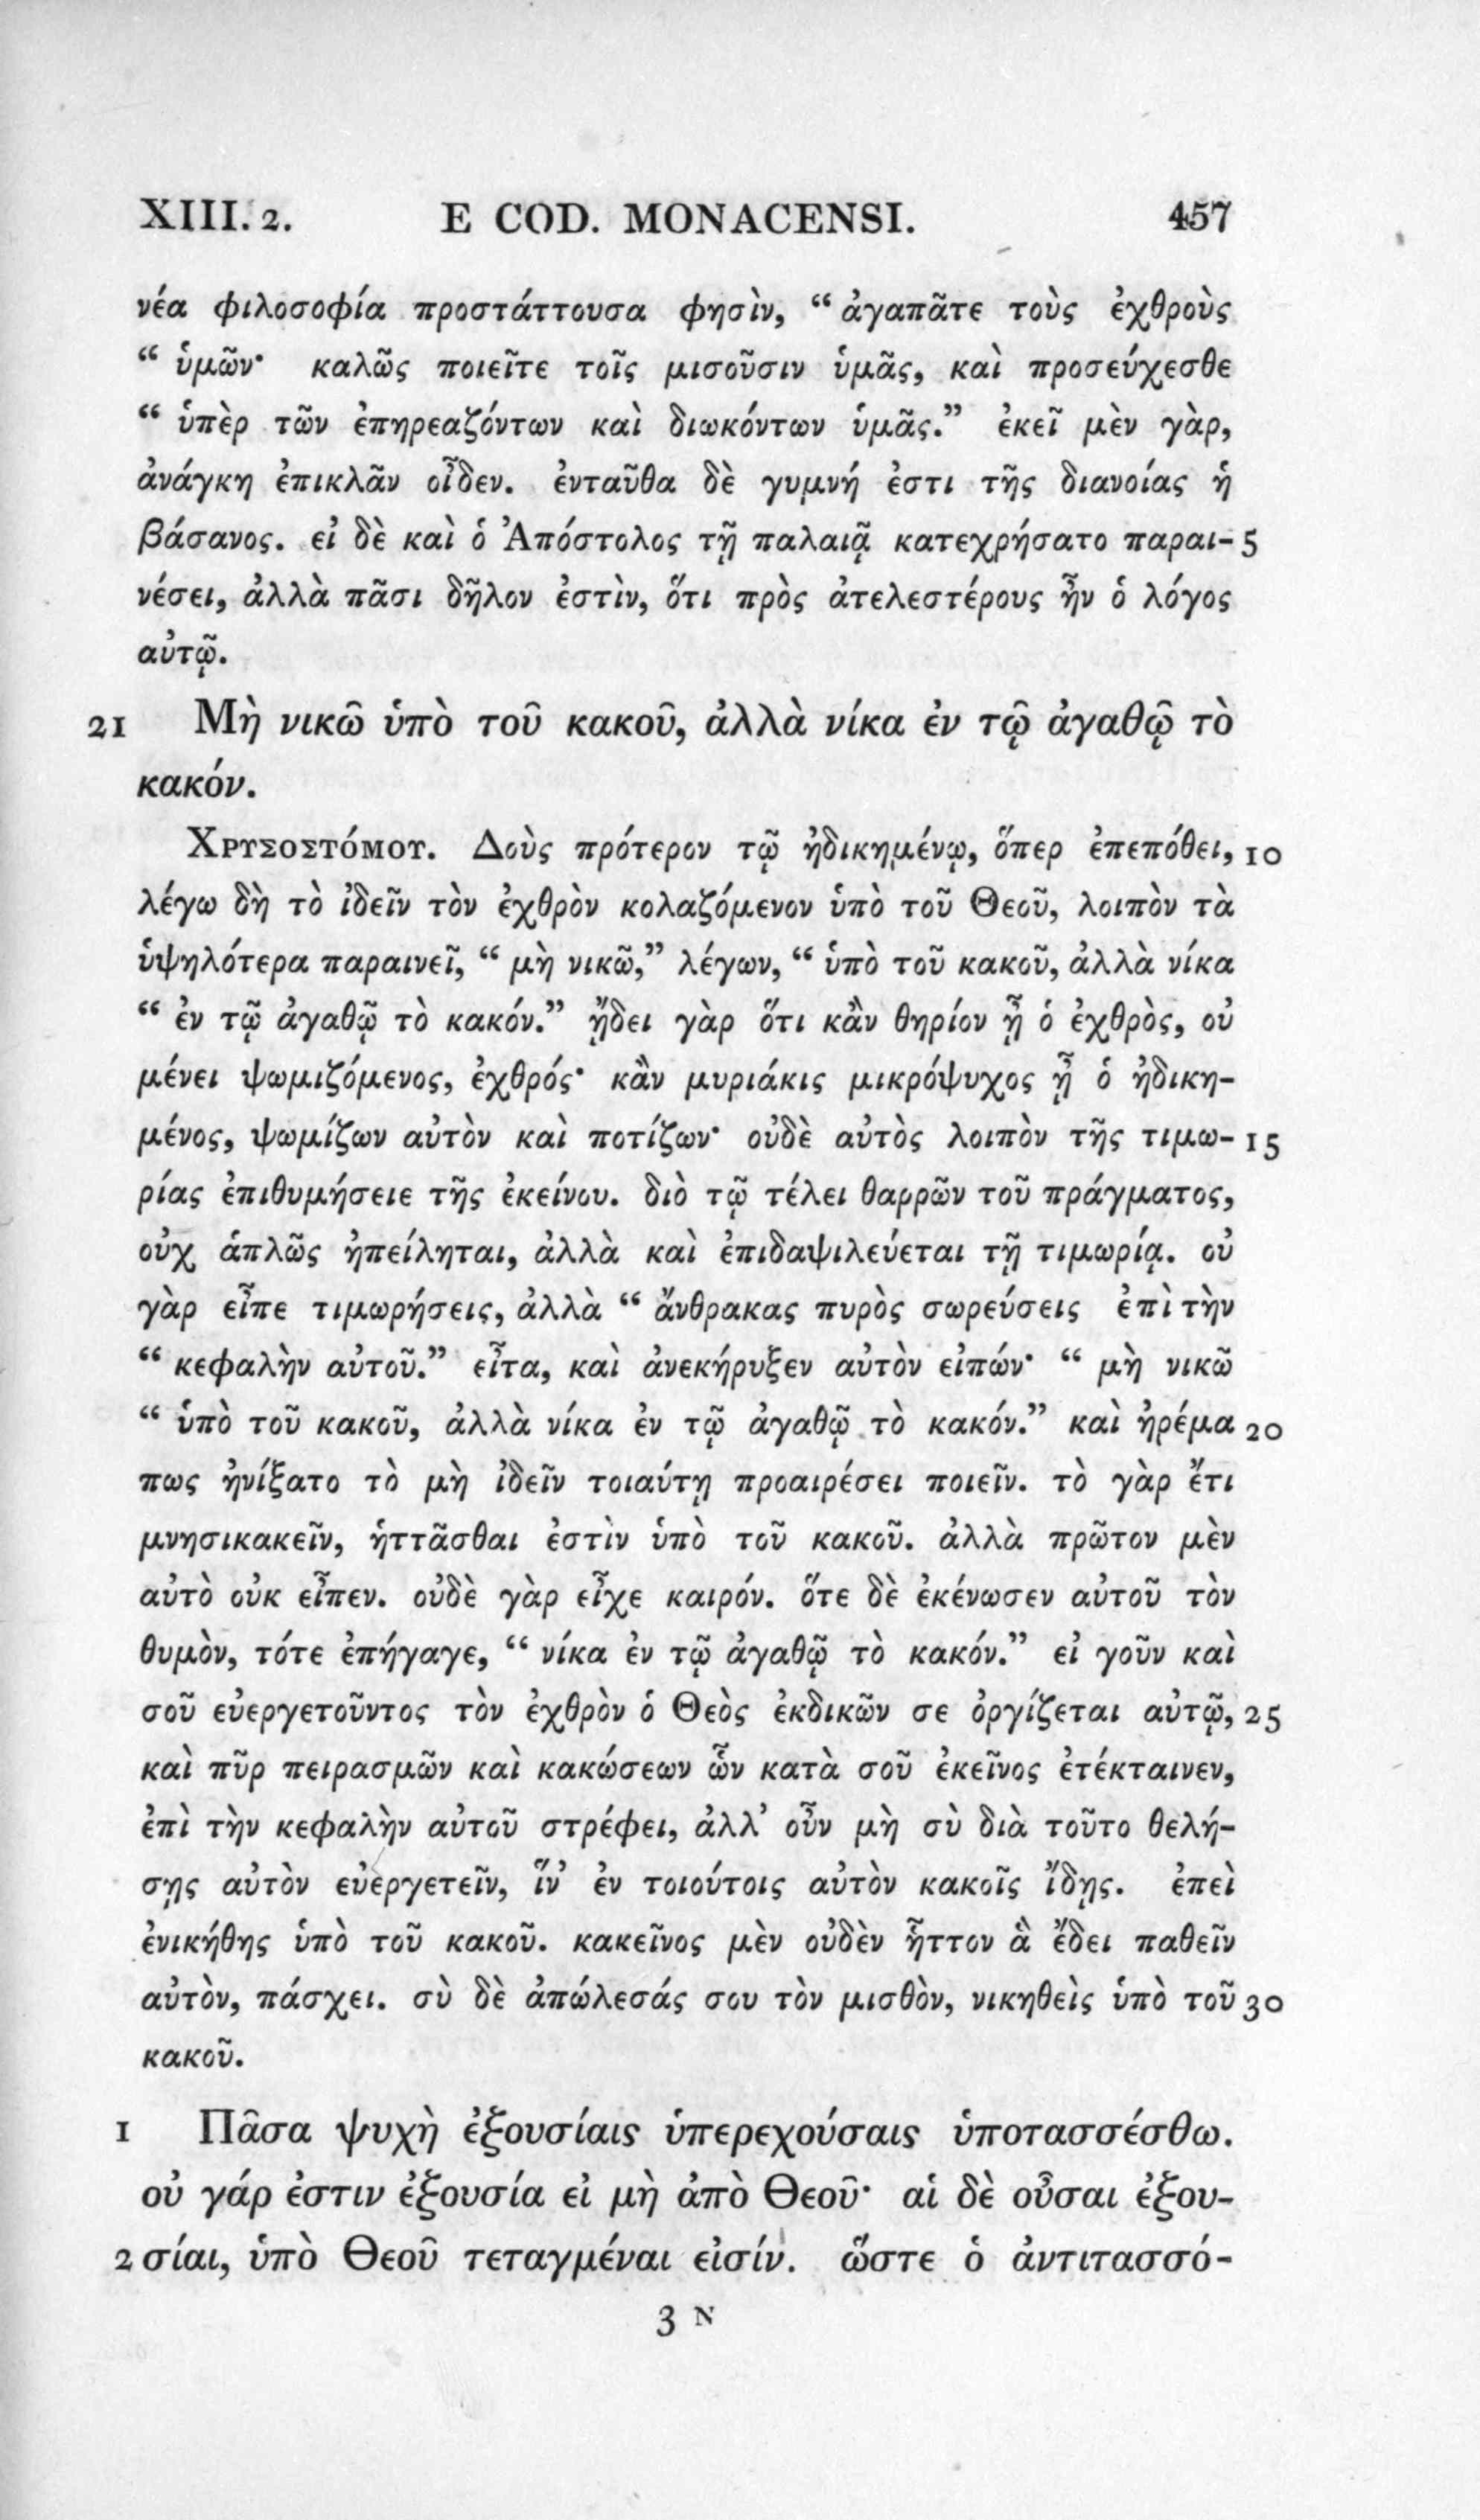 XIII. 2. E COD. MONACENSI. 457
νέα φιλοσοφία προστάττουσα φησὶν, “ ἀγαπᾶτε τοὺς ἐχθροὺς
“ ὑμῶν· καλῶς ποιεῖτε τοῖς μισοῦσιν ὑμᾶς, καὶ προσεύχεσθε
“ ὑπὲρ τῶν ἐπηρεαζόντων καὶ διωκόντων ὑμᾶς.” ἐκεῖ μὲν γὰρ,
ἀνάγκη ἐπικλᾶν οἶδεν. ἐνταῦθα δὲ γυμνή ἐστι τῆς διανοίας ἡ
βάσανος. εἰ δὲ καὶ ὁ Ἀπόστολος τῇ παλαιᾷ κατεχρήσατο παραι- 5
νέσει, ἀλλὰ πᾶσι δῆλον ἐστὶν, ὅτι πρὸς ἀτελεστέρους ἦν ὁ λόγος
αὐτῷ.
21 Μὴ νικῶ ὑπὸ τοῦ κακοῦ, ἀλλὰ νίκα ἐν τῷ ἀγαθῷ τὸ
κακόν.
Χρυσοστόμου. Δοὺς πρότερον τῷ ἠδικημένῳ, ὅπερ ἐπεπόθει, 10
λέγω δὴ τὸ ἰδεῖν τὸν ἐχθρὸν κολαζόμενον ὑπὸ τοῦ Θεοῦ, λοιπὸν τὰ
ὑψηλότερα παραινεῖ, “ μὴ νικῶ,” λέγων, “ ὑπὸ τοῦ κακοῦ, ἀλλὰ νίκα
“ ἐν τῷ ἀγαθῷ τὸ κακόν.” ᾔδει γὰρ ὅτι κἂν θηρίον ᾖ ὁ ἐχθρὸς, οὐ
μένει ψωμιζόμενος, ἐχθρός· κἂν μυριάκις μικρόψυχος ᾖ ὁ ἠδικη-
μένος, ψωμίζων αὐτὸν καὶ ποτίζων· οὐδὲ αὐτὸς λοιπὸν τῆς τιμω- 15
ρίας ἐπιθυμήσειε τῆς ἐκείνου. διὸ τῷ τέλει θαρρῶν τοῦ πράγματος,
οὐχ ἁπλῶς ἠπείληται, ἀλλὰ καὶ ἐπιδαψιλεύεται τῇ τιμωρίᾳ. οὐ
γὰρ εἶπε τιμωρήσεις, ἀλλὰ “ ἄνθρακας πυρὸς σωρεύσεις ἐπὶ τὴν
“ κεφαλὴν αὐτοῦ.” εἶτα, καὶ ἀνεκήρυξεν αὐτὸν εἰπών· “ μὴ νικῶ
“ ὑπὸ τοῦ κακοῦ, ἀλλὰ νίκα ἐν τῷ ἀγαθῷ τὸ κακόν.” καὶ ἠρέμα 20
πως ᾐνίξατο τὸ μὴ ἰδεῖν τοιαύτῃ προαιρέσει ποιεῖν. τὸ γὰρ ἔτι
μνησικακεῖν, ἡττᾶσθαι ἐστὶν ὑπὸ τοῦ κακοῦ. ἀλλὰ πρῶτον μὲν
αὐτὸ οὐκ εἶπεν. οὐδὲ γὰρ εἶχε καιρόν. ὅτε δὲ ἐκένωσεν αὐτοῦ τὸν
θυμὸν, τότε ἐπήγαγε, “ νίκα ἐν τῷ ἀγαθῷ τὸ κακόν.” εἰ γοῦν καὶ
σοῦ εὐεργετοῦντος τὸν ἐχθρὸν ὁ Θεὸς ἐκδικῶν σε ὀργίζεται αὐτῷ, 25
καὶ πῦρ πειρασμῶν καὶ κακώσεων ὧν κατὰ σοῦ ἐκεῖνος ἐτέκταινεν,
ἐπὶ τὴν κεφαλὴν αὐτοῦ στρέφει, ἀλλ’ οὖν μὴ σὺ διὰ τοῦτο θελή-
σῃς αὐτὸν εὐεργετεῖν, ἵν’ ἐν τοιούτοις αὐτὸν κακοῖς ἴδῃς. ἐπεὶ
ἐνικήθης ὑπὸ τοῦ κακοῦ. κακεῖνος μὲν οὐδὲν ἧττον ἃ ἔδει παθεῖν
αὐτὸν, πάσχει. σὺ δὲ ἀπώλεσάς σου τὸν μισθὸν, νικηθεὶς ὑπὸ τοῦ 30
κακοῦ.
1 Πᾶσα ψυχὴ ἐξουσίαις ὑπερεχούσαις ὑποτασσέσθω.
οὐ γάρ ἐστιν ἐξουσία εἰ μὴ ἀπὸ Θεοῦ· αἱ δὲ οὖσαι ἐξου-
2 σίαι, ὑπὸ Θεοῦ τεταγμέναι εἰσίν. ὥστε ὁ ἀντιτασσό-
3 N